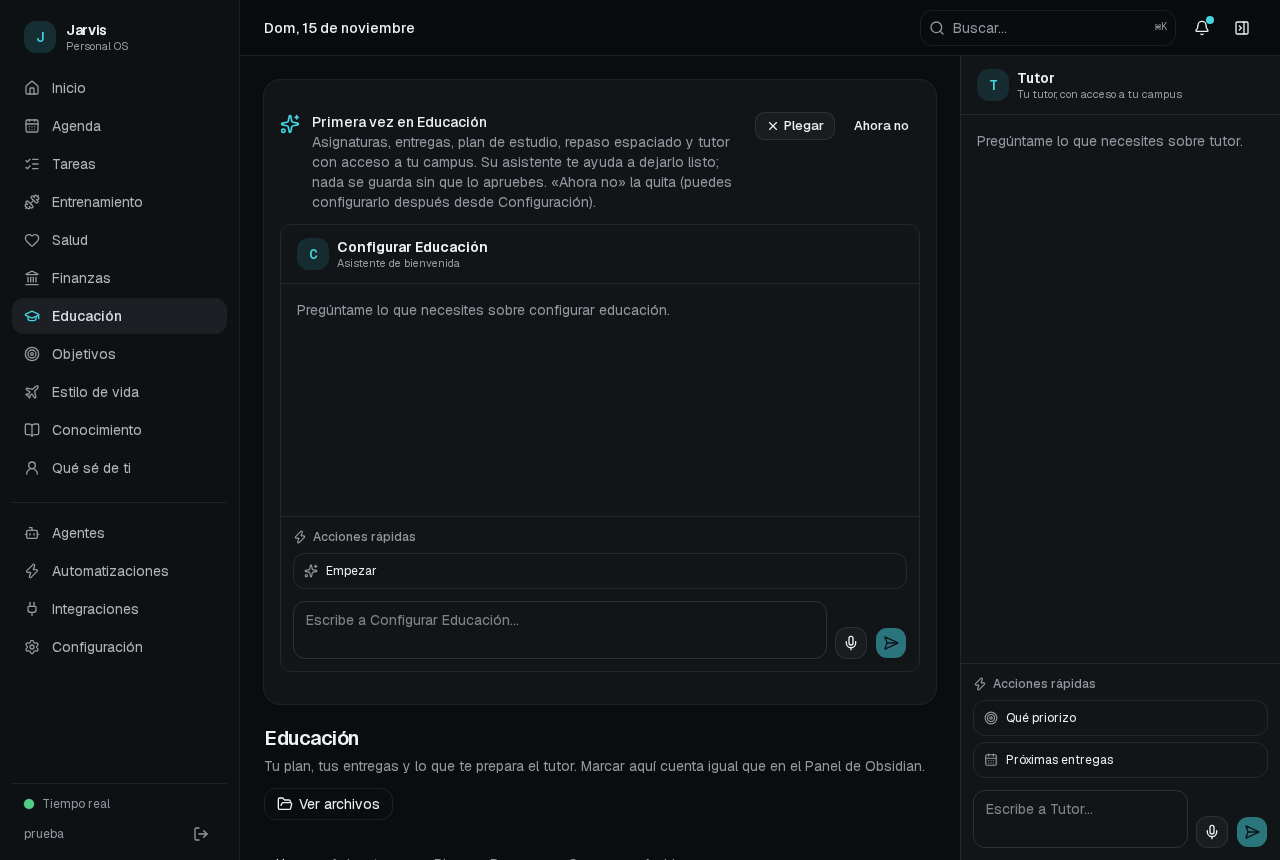 J
Jarvis
Personal OS
Inicio
Agenda
Tareas
Entrenamiento
Salud
Finanzas
Educación
Objetivos
Estilo de vida
Conocimiento
Qué sé de ti
Agentes
Automatizaciones
Integraciones
Configuración
Tiempo real
prueba
Dom, 15 de noviembre
Buscar...
⌘K
Primera vez en Educación
Asignaturas, entregas, plan de estudio, repaso espaciado y tutor
con acceso a tu campus. Su asistente te ayuda a dejarlo listo;
nada se guarda sin que lo apruebes. «Ahora no» la quita (puedes
configurarlo después desde Configuración).
Plegar
Ahora no
C
Configurar Educación
Asistente de bienvenida
Pregúntame lo que necesites sobre configurar educación.
Acciones rápidas
Empezar
Escribe a Configurar Educación...
Educación
Tu plan, tus entregas y lo que te prepara el tutor. Marcar aquí cuenta igual que en el Panel de Obsidian.
Ver archivos
T
Tutor
Tu tutor, con acceso a tu campus
Pregúntame lo que necesites sobre tutor.
Acciones rápidas
Qué priorizo
Próximas entregas
Escribe a Tutor...